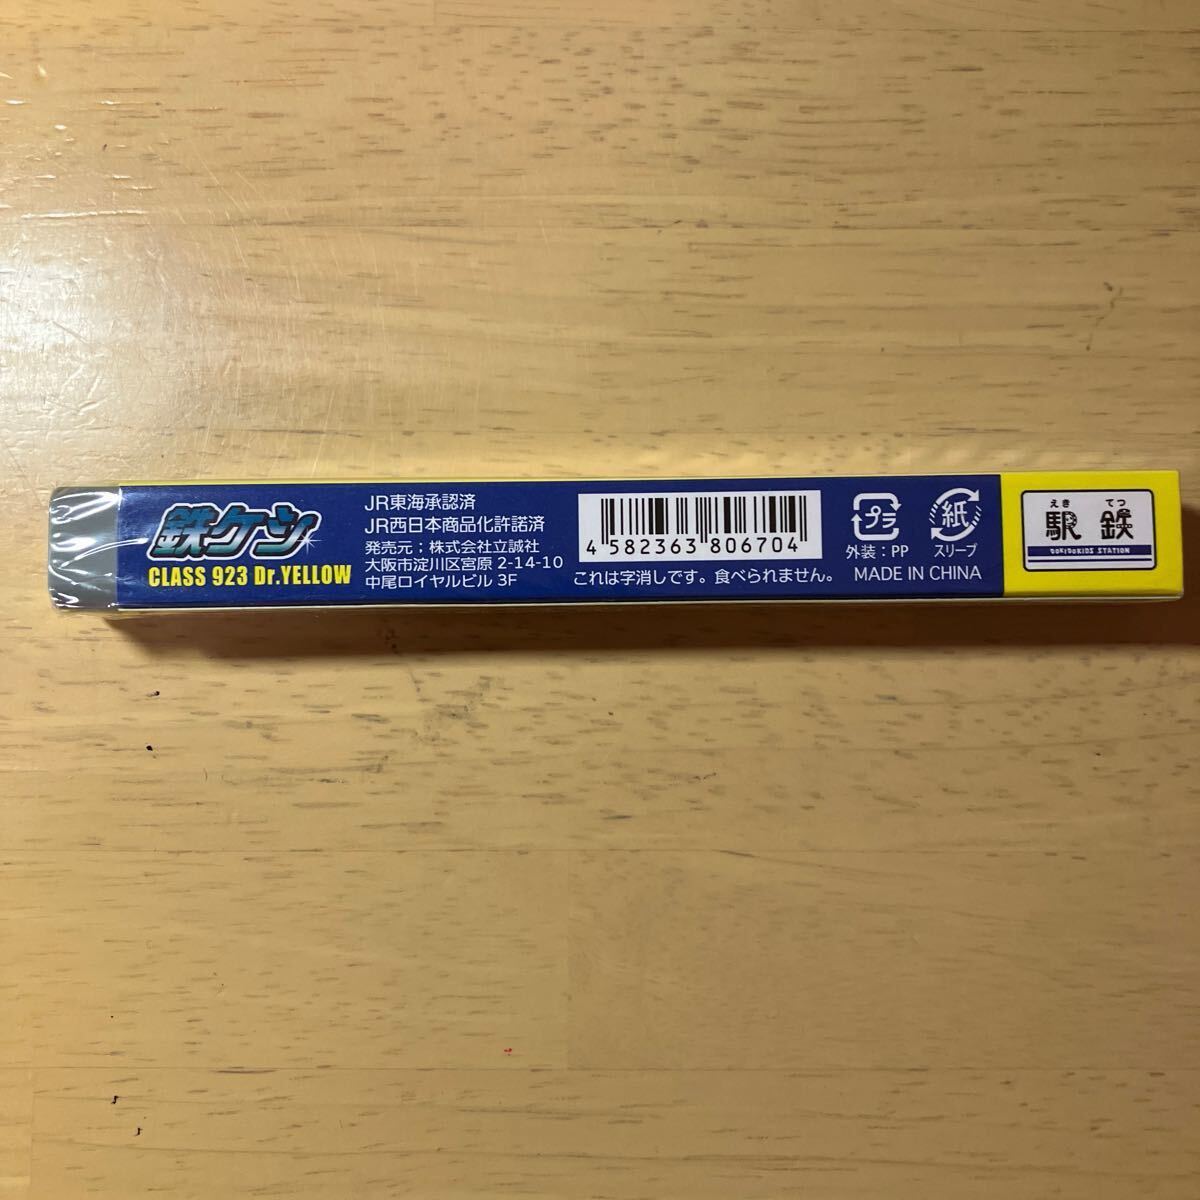 鉄ケシ
CLASS 923 Dr.YELLOW
JR東海承認済
JR西日本商品化許諾済
発売元：株式会社立誠社
大阪市淀川区宮原 2-14-10
中尾ロイヤルビル 3F
4 582363 806704
これは字消しです。食べられません。
プラ
外装：PP
紙
スリーブ
MADE IN CHINA
えき てつ
駅 鉄
DOKIDOKIDS STATION